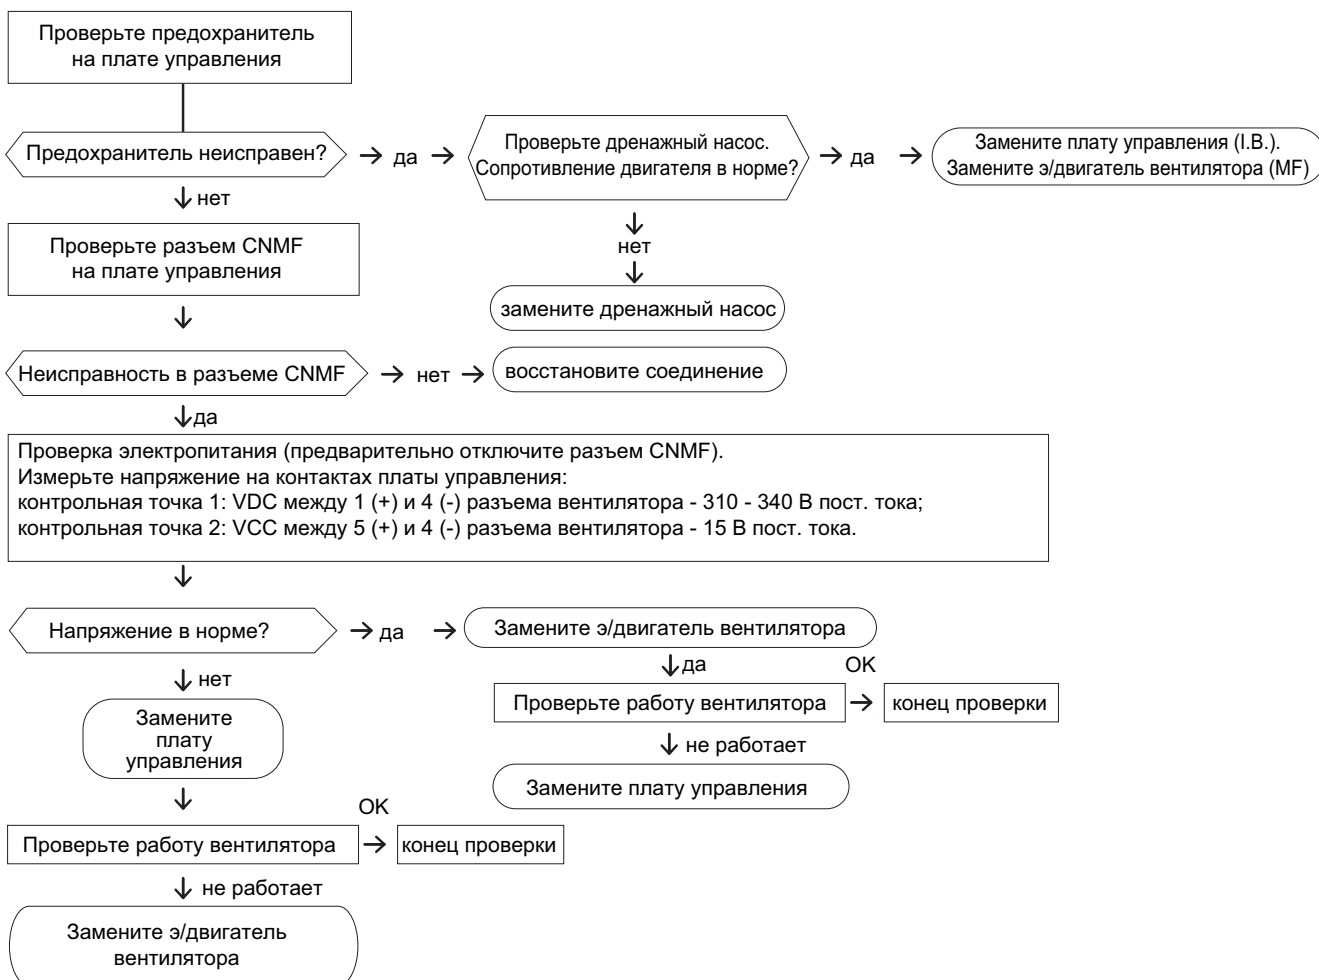 Проверьте предохранитель
на плате управления
Предохранитель неисправен?
да
Проверьте дренажный насос.
Сопротивление двигателя в норме?
да
Замените плату управления (I.B.).
Замените э/двигатель вентилятора (MF)
нет
нет
замените дренажный насос
Проверьте разъем CNMF
на плате управления
Неисправность в разъеме CNMF
нет
восстановите соединение
да
Проверка электропитания (предварительно отключите разъем CNMF).
Измерьте напряжение на контактах платы управления:
контрольная точка 1: VDC между 1 (+) и 4 (-) разъема вентилятора - 310 - 340 В пост. тока;
контрольная точка 2: VCC между 5 (+) и 4 (-) разъема вентилятора - 15 В пост. тока.
Напряжение в норме?
да
Замените э/двигатель вентилятора
да
OK
Проверьте работу вентилятора
конец проверки
не работает
Замените плату управления
нет
Замените
плату
управления
OK
Проверьте работу вентилятора
конец проверки
не работает
Замените э/двигатель
вентилятора